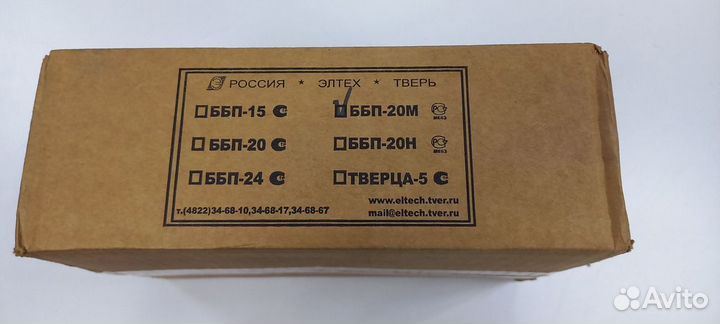 РОССИЯ * ЭЛТЕХ * ТВЕРЬ
ББП-15 ББП-20М
ББП-20 ББП-20Н
ББП-24 ТВЕРЦА-5
www.eltech.tver.ru
т.(4822)34-68-10,34-68-17,34-68-67 mail@eltech.tver.ru
Avito